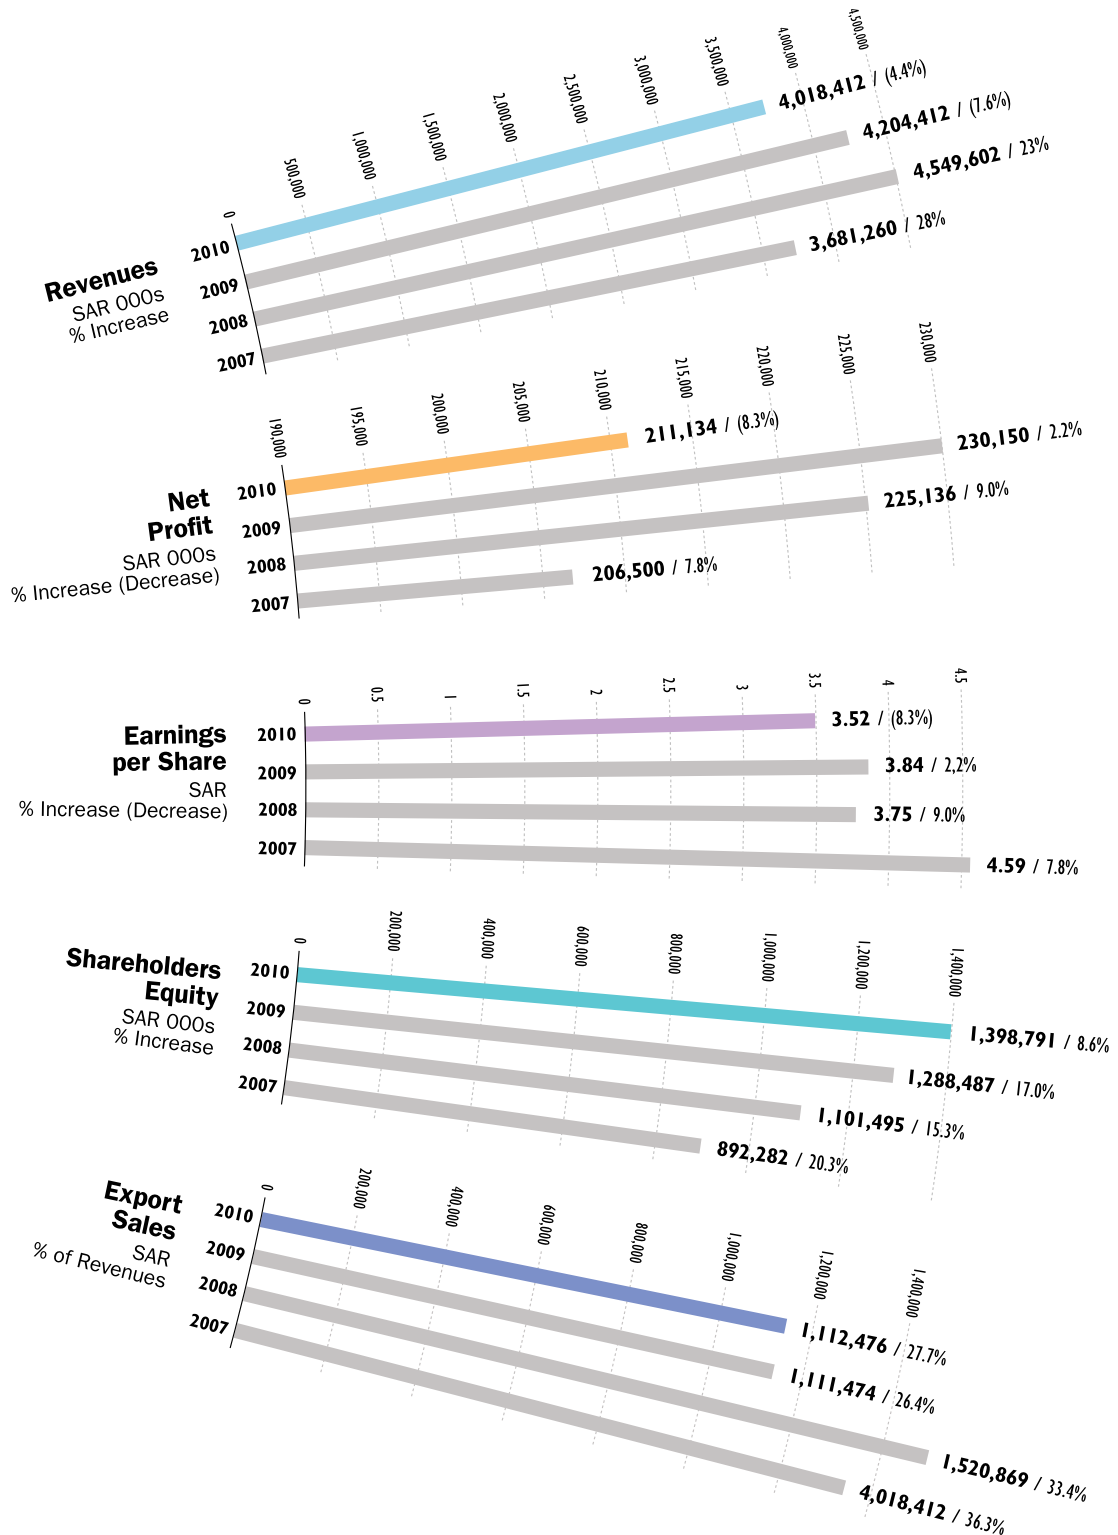 0
500,000
1,000,000
1,500,000
2,000,000
2,500,000
3,000,000
3,500,000
4,000,000
4,500,000
Revenues
SAR 000s
% Increase
2010
4,018,412 / (4.4%)
2009
4,204,412 / (7.6%)
2008
4,549,602 / 23%
2007
3,681,260 / 28%
190,000
195,000
200,000
205,000
210,000
215,000
220,000
225,000
230,000
Net
Profit
SAR 000s
% Increase (Decrease)
2010
211,134 / (8.3%)
2009
230,150 / 2.2%
2008
225,136 / 9.0%
2007
206,500 / 7.8%
0
0.5
1
1.5
2
2.5
3
3.5
4
4.5
Earnings
per Share
SAR
% Increase (Decrease)
2010
3.52 / (8.3%)
2009
3.84 / 2,2%
2008
3.75 / 9.0%
2007
4.59 / 7.8%
0
200,000
400,000
600,000
800,000
1,000,000
1,200,000
1,400,000
Shareholders
Equity
SAR 000s
% Increase
2010
1,398,791 / 8.6%
2009
1,288,487 / 17.0%
2008
1,101,495 / 15.3%
2007
892,282 / 20.3%
0
200,000
400,000
600,000
800,000
1,000,000
1,200,000
1,400,000
Export
Sales
SAR
% of Revenues
2010
1,112,476 / 27.7%
2009
1,111,474 / 26.4%
2008
1,520,869 / 33.4%
2007
4,018,412 / 36.3%